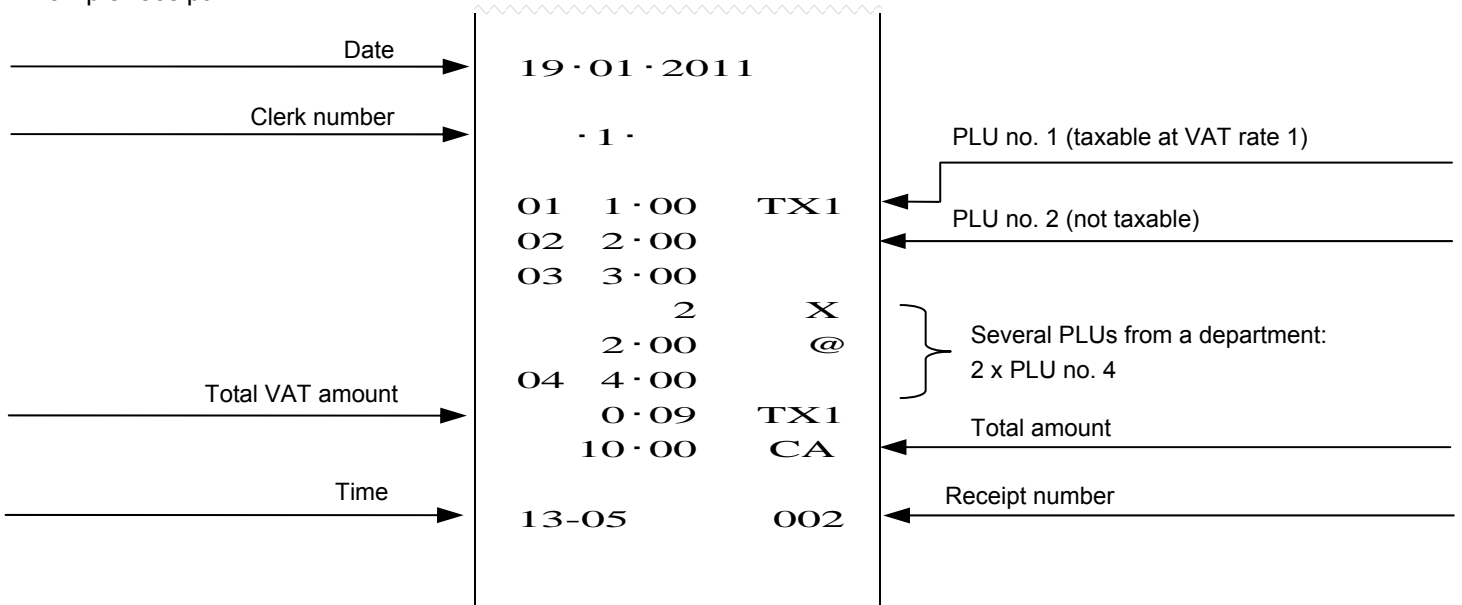 Date
19·01·2011
Clerk number
·1·
PLU no. 1 (taxable at VAT rate 1)
01 1·00 TX1
PLU no. 2 (not taxable)
02 2·00
03 3·00
2 X
Several PLUs from a department:
2·00 @
2 x PLU no. 4
04 4·00
Total VAT amount
0·09 TX1
Total amount
10·00 CA
Time
Receipt number
13-05 002